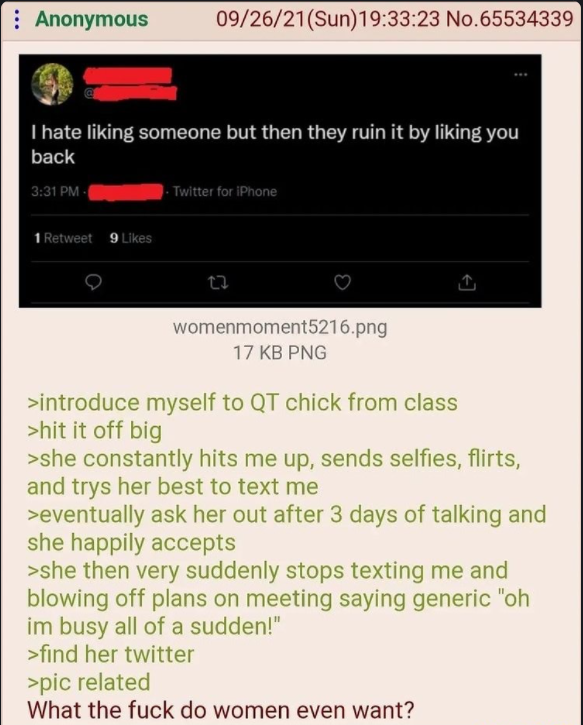 Anonymous 09/26/21(Sun)19:33:23 No.65534339
@
I hate liking someone but then they ruin it by liking you
back
3:31 PM · · Twitter for iPhone
1 Retweet 9 Likes
womenmoment5216.png
17 KB PNG
>introduce myself to QT chick from class
>hit it off big
>she constantly hits me up, sends selfies, flirts,
and trys her best to text me
>eventually ask her out after 3 days of talking and
she happily accepts
>she then very suddenly stops texting me and
blowing off plans on meeting saying generic "oh
im busy all of a sudden!"
>find her twitter
>pic related
What the fuck do women even want?